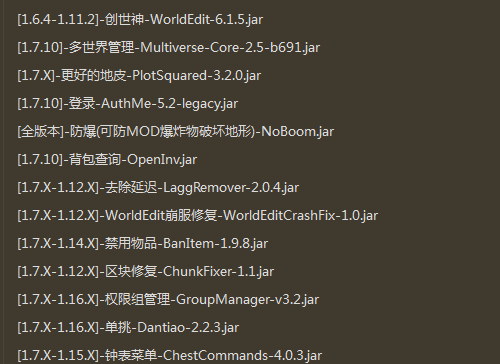 [1.6.4-1.11.2]-创世神-WorldEdit-6.1.5.jar
[1.7.10]-多世界管理-Multiverse-Core-2.5-b691.jar
[1.7.X]-更好的地皮-PlotSquared-3.2.0.jar
[1.7.10]-登录-AuthMe-5.2-legacy.jar
[全版本]-防爆(可防MOD爆炸物破坏地形)-NoBoom.jar
[1.7.10]-背包查询-OpenInv.jar
[1.7.X-1.12.X]-去除延迟-LaggRemover-2.0.4.jar
[1.7.X-1.12.X]-WorldEdit崩服修复-WorldEditCrashFix-1.0.jar
[1.7.X-1.14.X]-禁用物品-BanItem-1.9.8.jar
[1.7.X-1.12.X]-区块修复-ChunkFixer-1.1.jar
[1.7.X-1.16.X]-权限组管理-GroupManager-v3.2.jar
[1.7.X-1.16.X]-单挑-Dantiao-2.2.3.jar
[1.7.X-1.15.X]-钟表菜单-ChestCommands-4.0.3.jar